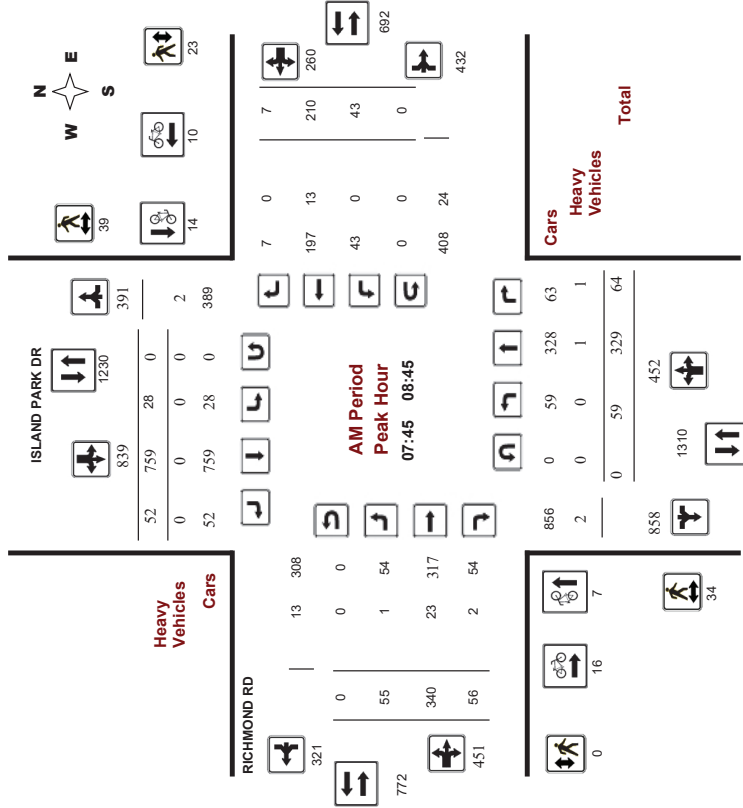 N
W E
S
39
23
14
10
ISLAND PARK DR
839
1230
391
52 759 28 0
0 0 0 0 2
52 759 28 0 389
Heavy
Vehicles
Cars
RICHMOND RD
321
13 308
772
451
0 0 0
55 1 54
340 23 317
56 2 54
AM Period
Peak Hour
07:45 08:45
7 0 7
197 13 210
43 0 43
0 0 0
408 24
260
692
432
Cars
Heavy
Vehicles
Total
856 0 59 328 63
2 0 0 1 1
0 59 329 64
858
1310
452
0
16
7
34